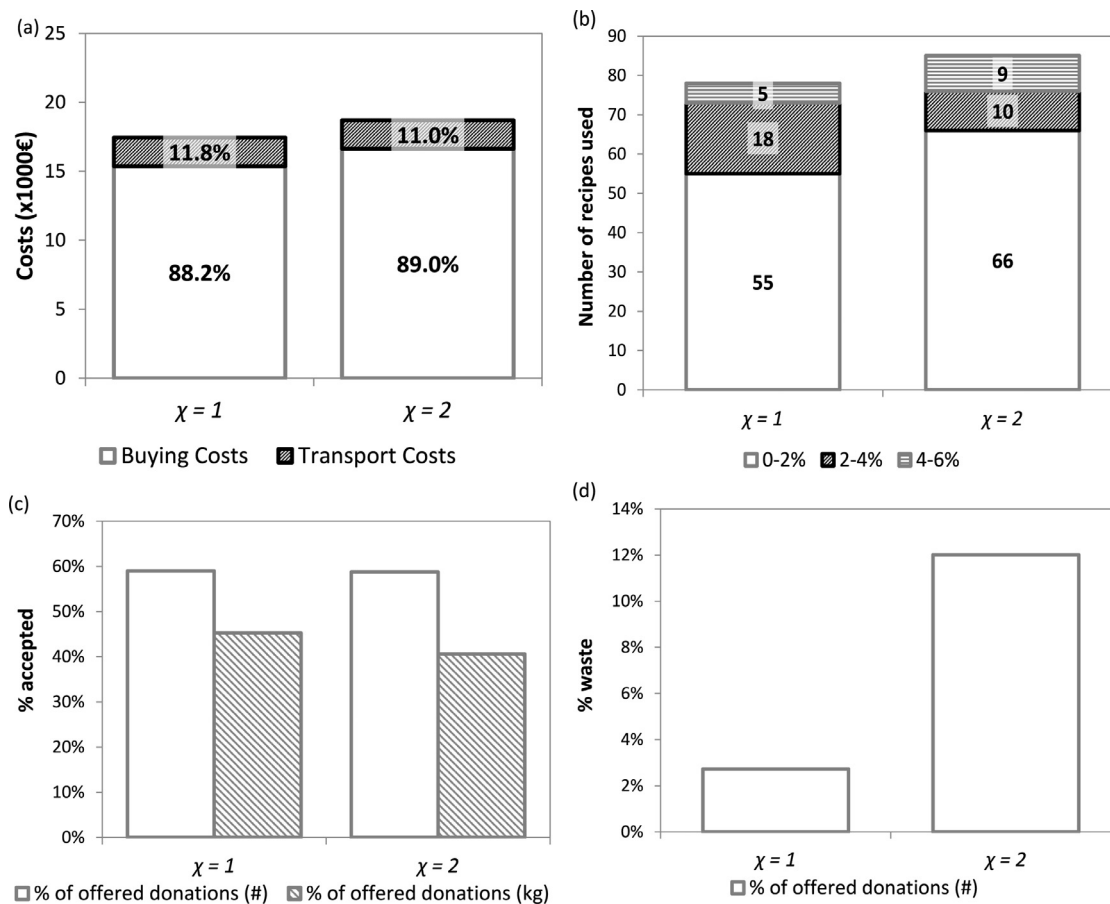 (a)
Costs (x1000€)
25
20
15
10
5
0
11.8%
88.2%
11.0%
89.0%
χ = 1
χ = 2
Buying Costs
Transport Costs
(b)
Number of recipes used
90
80
70
60
50
40
30
20
10
0
5
18
55
9
10
66
χ = 1
χ = 2
0-2%
2-4%
4-6%
(c)
% accepted
70%
60%
50%
40%
30%
20%
10%
0%
χ = 1
χ = 2
% of offered donations (#)
% of offered donations (kg)
(d)
% waste
14%
12%
10%
8%
6%
4%
2%
0%
χ = 1
χ = 2
% of offered donations (#)